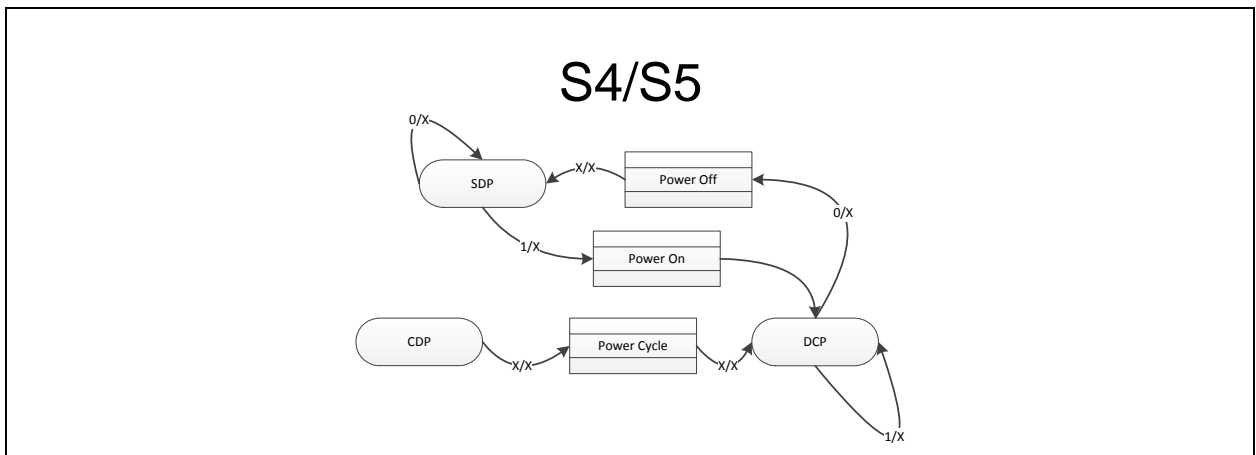 S4/S5
0/X
X/X
SDP
Power Off
0/X
1/X
Power On
CDP
Power Cycle
DCP
X/X
X/X
1/X